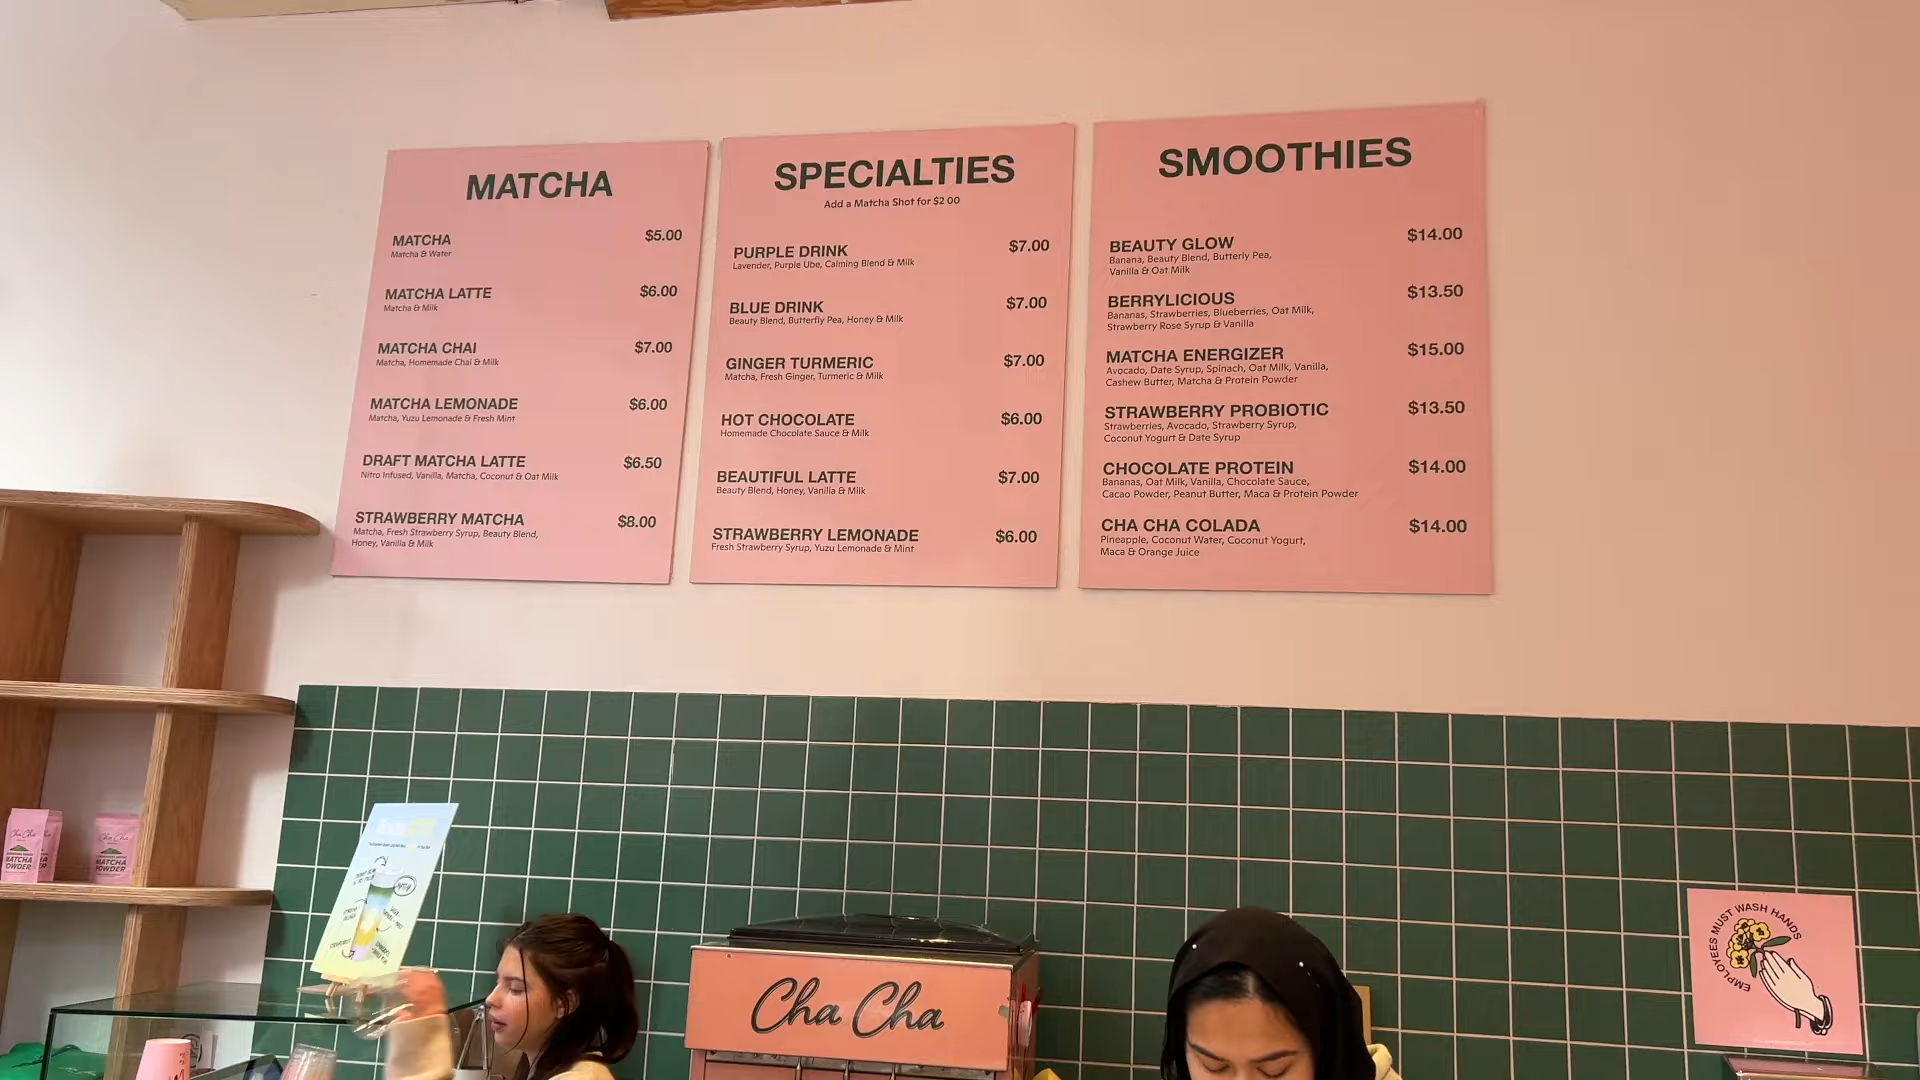 MATCHA
MATCHA $5.00
Matcha & Water
MATCHA LATTE $6.00
Matcha & Milk
MATCHA CHAI $7.00
Matcha, Homemade Chai & Milk
MATCHA LEMONADE $6.00
Matcha, Yuzu Lemonade & Fresh Mint
DRAFT MATCHA LATTE $6.50
Nitro Infused, Vanilla, Matcha, Coconut & Oat Milk
STRAWBERRY MATCHA $8.00
Matcha, Fresh Strawberry Syrup, Beauty Blend,
Honey, Vanilla & Milk
SPECIALTIES
Add a Matcha Shot for $2.00
PURPLE DRINK $7.00
Lavender, Purple Ube, Calming Blend & Milk
BLUE DRINK $7.00
Beauty Blend, Butterfly Pea, Honey & Milk
GINGER TURMERIC $7.00
Matcha, Fresh Ginger, Turmeric & Milk
HOT CHOCOLATE $6.00
Homemade Chocolate Sauce & Milk
BEAUTIFUL LATTE $7.00
Beauty Blend, Honey, Vanilla & Milk
STRAWBERRY LEMONADE $6.00
Fresh Strawberry Syrup, Yuzu Lemonade & Mint
SMOOTHIES
BEAUTY GLOW $14.00
Banana, Beauty Blend, Butterly Pea,
Vanilla & Oat Milk
BERRYLICIOUS $13.50
Bananas, Strawberries, Blueberries, Oat Milk,
Strawberry Rose Syrup & Vanilla
MATCHA ENERGIZER $15.00
Avocado, Date Syrup, Spinach, Oat Milk, Vanilla,
Cashew Butter, Matcha & Protein Powder
STRAWBERRY PROBIOTIC $13.50
Strawberries, Avocado, Strawberry Syrup,
Coconut Yogurt & Date Syrup
CHOCOLATE PROTEIN $14.00
Bananas, Oat Milk, Vanilla, Chocolate Sauce,
Cacao Powder, Peanut Butter, Maca & Protein Powder
CHA CHA COLADA $14.00
Pineapple, Coconut Water, Coconut Yogurt,
Maca & Orange Juice
Cha Cha
MATCHA
POWDER
Cha Cha
MATCHA
POWDER
Cha Cha
EMPLOYEES MUST WASH HANDS